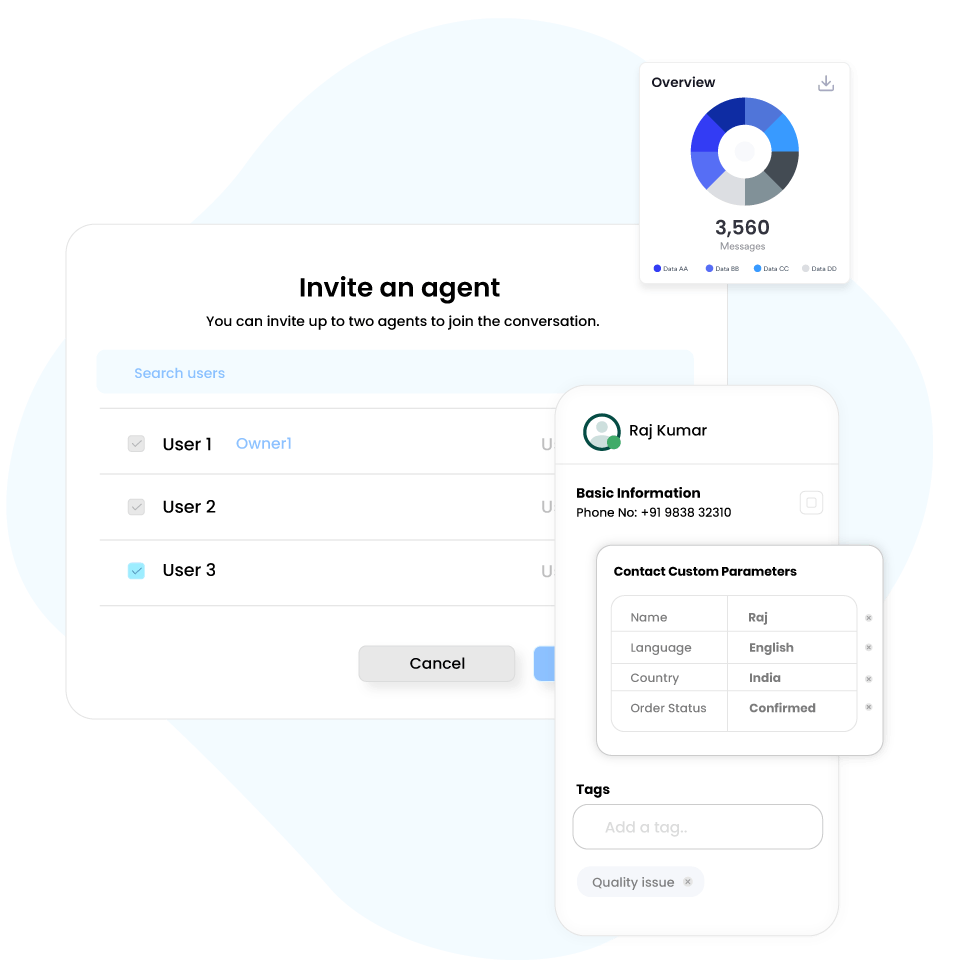 Overview
3,560
Messages
Data AA Data BB Data CC Data DD
Invite an agent
You can invite up to two agents to join the conversation.
Search users
User 1 Owner1
User 2
User 3
Cancel
Raj Kumar
Basic Information
Phone No: +91 9838 32310
Contact Custom Parameters
Name Raj
Language English
Country India
Order Status Confirmed
Tags
Add a tag..
Quality issue